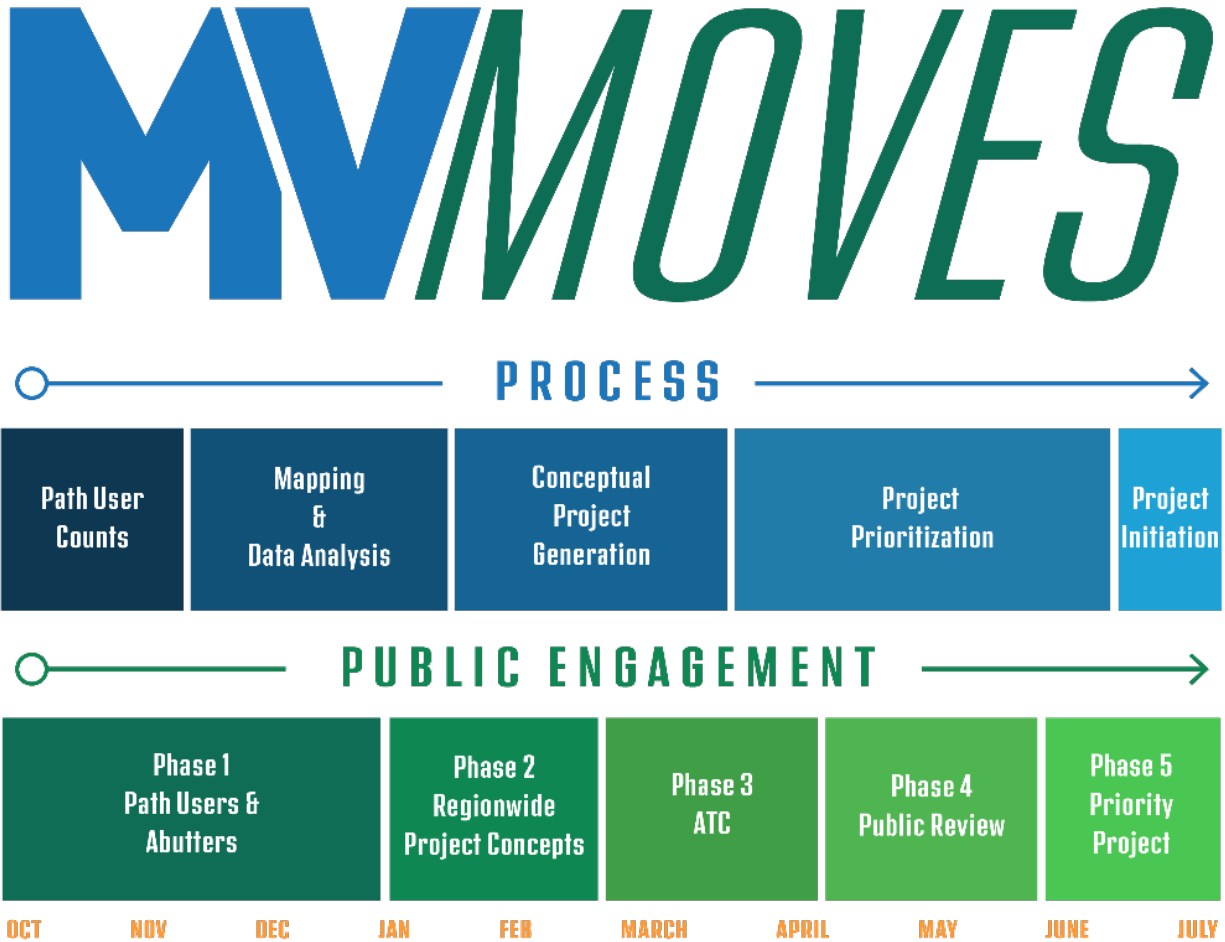 MVMOVES
PROCESS
Path User
Counts
Mapping
&
Data Analysis
Conceptual
Project
Generation
Project
Prioritization
Project
Initiation
PUBLIC ENGAGEMENT
Phase 1
Path Users &
Abutters
Phase 2
Regionwide
Project Concepts
Phase 3
ATC
Phase 4
Public Review
Phase 5
Priority
Project
OCT NOV DEC JAN FEB MARCH APRIL MAY JUNE JULY